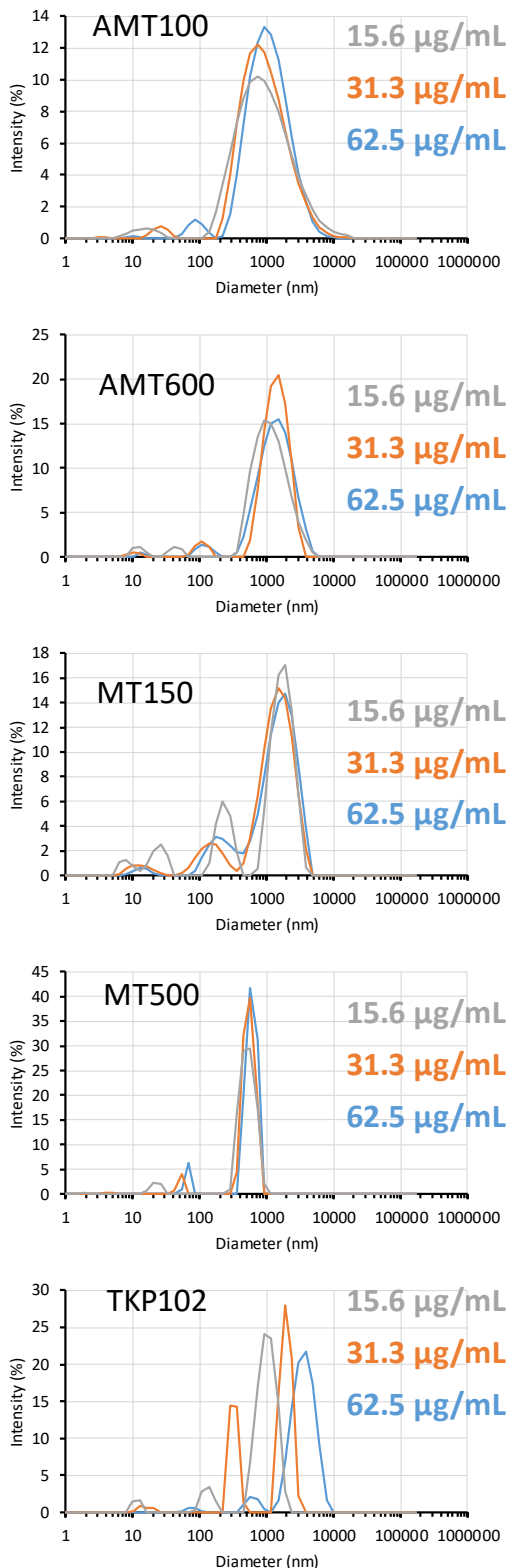 AMT100
15.6 µg/mL
31.3 µg/mL
62.5 µg/mL
Intensity (%)
14
12
10
8
6
4
2
0
1 10 100 1000 10000 100000 1000000
Diameter (nm)
AMT600
15.6 µg/mL
31.3 µg/mL
62.5 µg/mL
Intensity (%)
25
20
15
10
5
0
1 10 100 1000 10000 100000 1000000
Diameter (nm)
MT150
15.6 µg/mL
31.3 µg/mL
62.5 µg/mL
Intensity (%)
18
16
14
12
10
8
6
4
2
0
1 10 100 1000 10000 100000 1000000
Diameter (nm)
MT500
15.6 µg/mL
31.3 µg/mL
62.5 µg/mL
Intensity (%)
45
40
35
30
25
20
15
10
5
0
1 10 100 1000 10000 100000 1000000
Diameter (nm)
TKP102
15.6 µg/mL
31.3 µg/mL
62.5 µg/mL
Intensity (%)
30
25
20
15
10
5
0
1 10 100 1000 10000 100000 1000000
Diameter (nm)